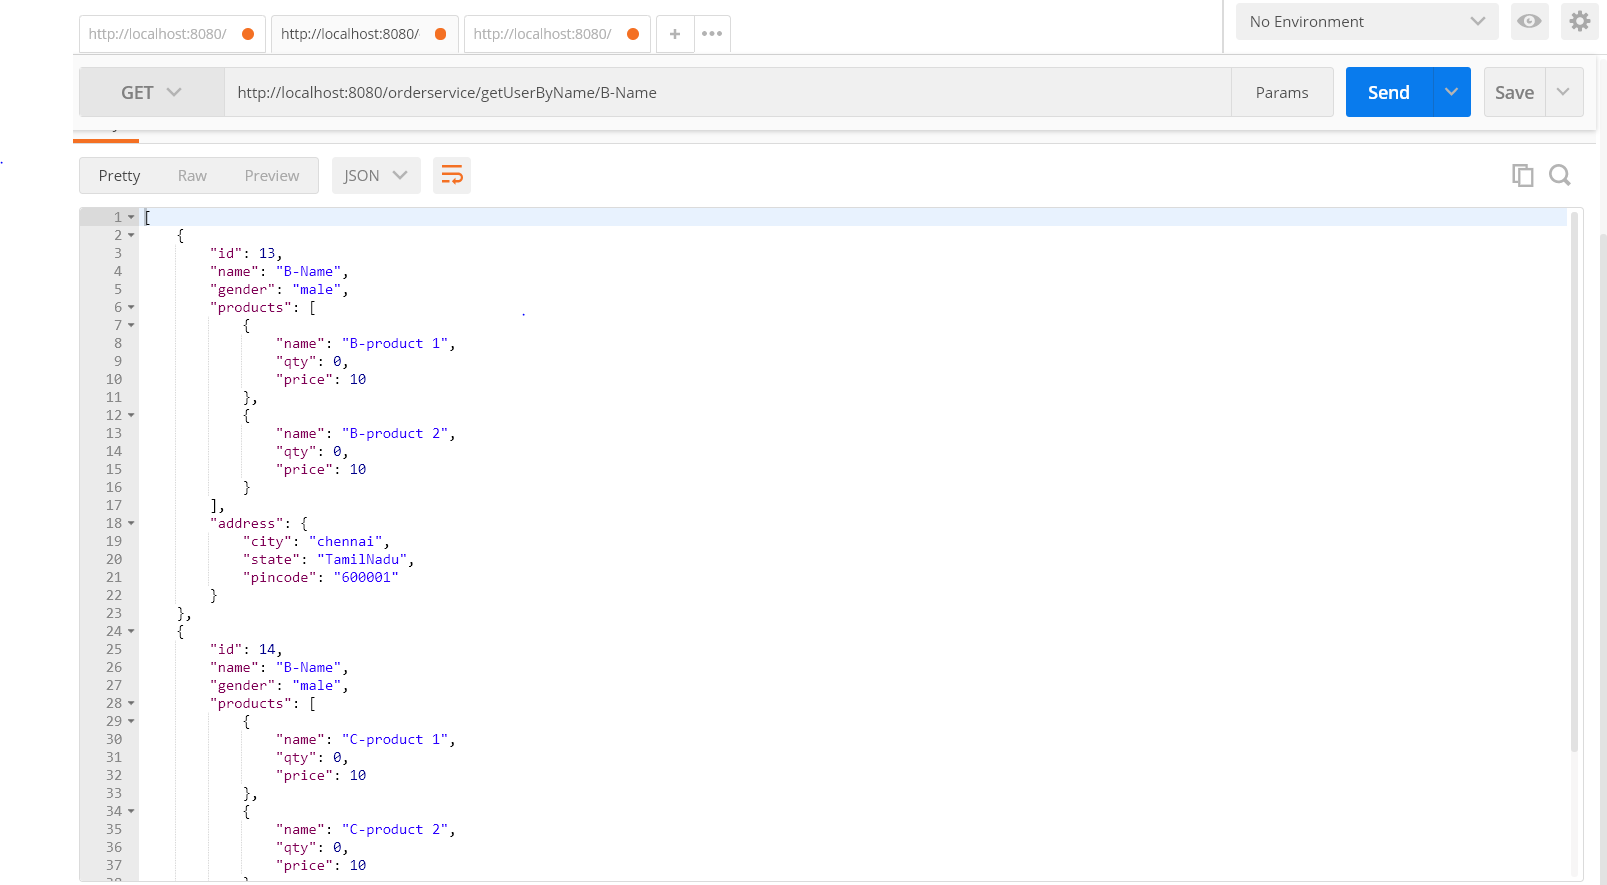 http://localhost:8080/ http://localhost:8080/ http://localhost:8080/ + ••• No Environment
GET http://localhost:8080/orderservice/getUserByName/B-Name Params Send Save
Pretty Raw Preview JSON
1 [
2 {
3 "id": 13,
4 "name": "B-Name",
5 "gender": "male",
6 "products": [
7 {
8 "name": "B-product 1",
9 "qty": 0,
10 "price": 10
11 },
12 {
13 "name": "B-product 2",
14 "qty": 0,
15 "price": 10
16 }
17 ],
18 "address": {
19 "city": "chennai",
20 "state": "TamilNadu",
21 "pincode": "600001"
22 }
23 },
24 {
25 "id": 14,
26 "name": "B-Name",
27 "gender": "male",
28 "products": [
29 {
30 "name": "C-product 1",
31 "qty": 0,
32 "price": 10
33 },
34 {
35 "name": "C-product 2",
36 "qty": 0,
37 "price": 10